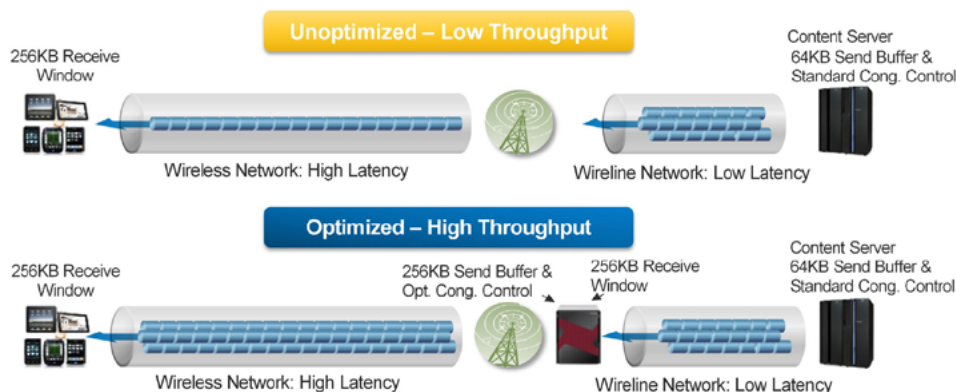 Unoptimized – Low Throughput
256KB Receive
Window
Content Server
64KB Send Buffer &
Standard Cong. Control
Wireless Network: High Latency
Wireline Network: Low Latency
Optimized – High Throughput
256KB Receive
Window
256KB Send Buffer &
Opt. Cong. Control
256KB Receive
Window
Content Server
64KB Send Buffer &
Standard Cong. Control
Wireless Network: High Latency
Wireline Network: Low Latency